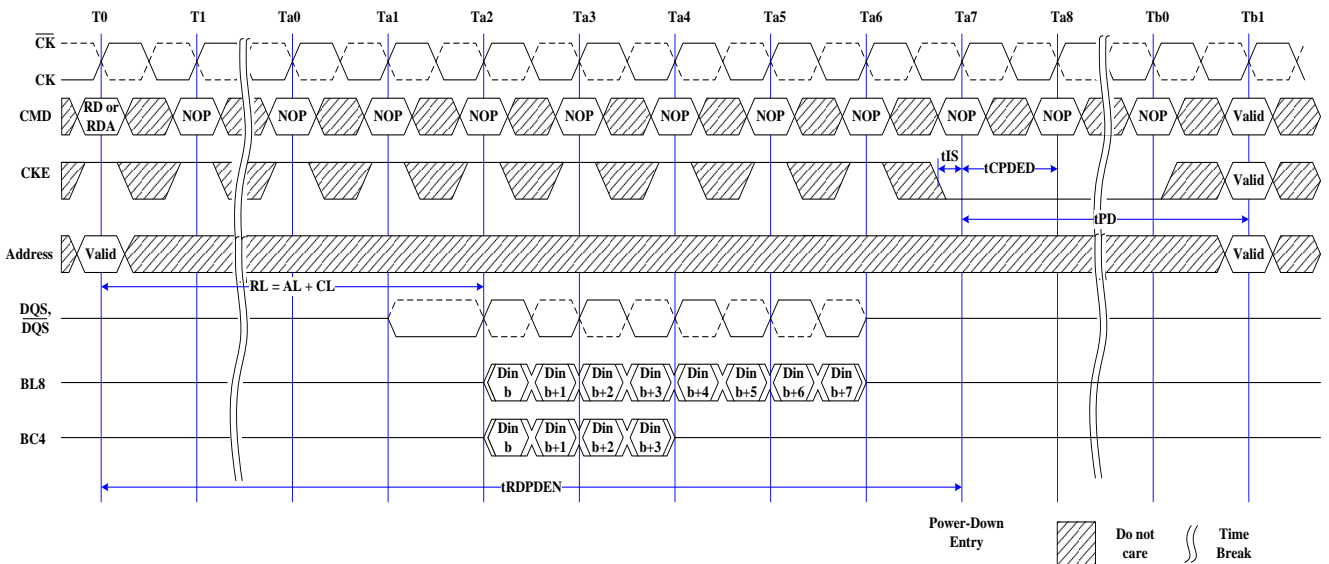 T0 T1 Ta0 Ta1 Ta2 Ta3 Ta4 Ta5 Ta6 Ta7 Ta8 Tb0 Tb1
CK
CK
CMD RD or RDA NOP NOP NOP NOP NOP NOP NOP NOP NOP NOP NOP Valid
CKE tIS tCPDED Valid
tPD
Address Valid Valid
RL = AL + CL
DQS,
DQS
BL8 Din b Din b+1 Din b+2 Din b+3 Din b+4 Din b+5 Din b+6 Din b+7
BC4 Din b Din b+1 Din b+2 Din b+3
tRDPDEN
Power-Down
Entry
Do not
care
Time
Break